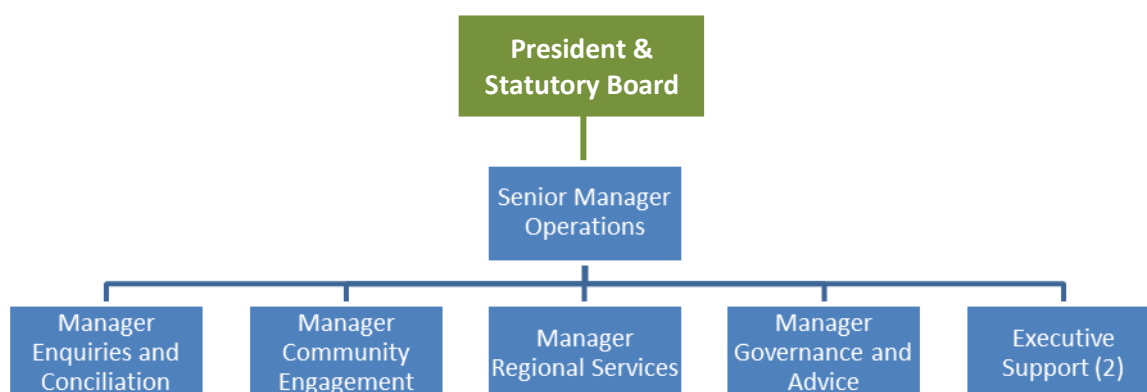 President &
Statutory Board
Senior Manager
Operations
Manager
Enquiries and
Conciliation
Manager
Community
Engagement
Manager
Regional Services
Manager
Governance and
Advice
Executive
Support (2)